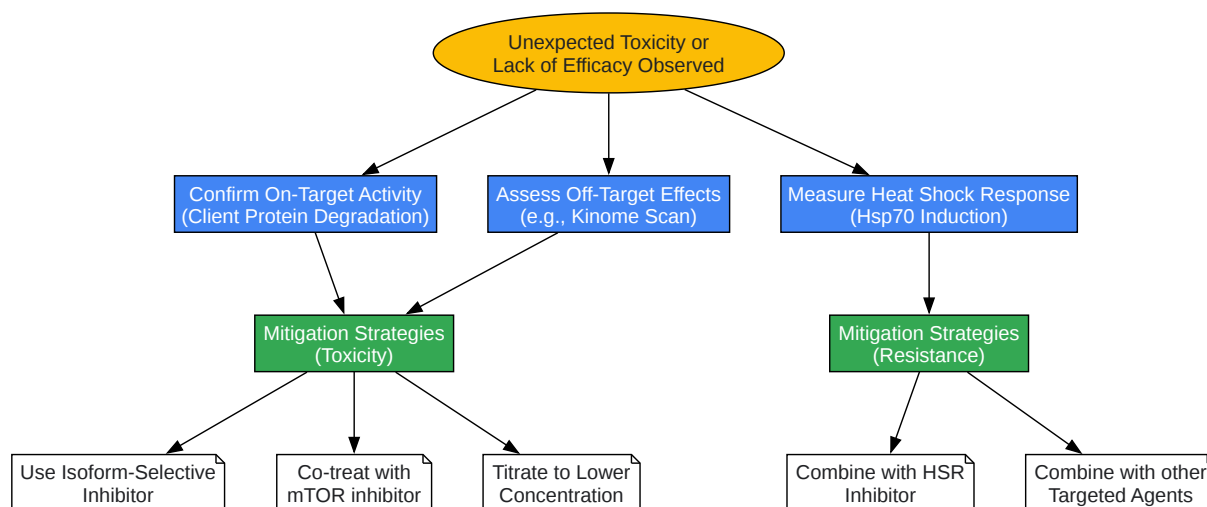 Unexpected Toxicity or
Lack of Efficacy Observed
Confirm On-Target Activity
(Client Protein Degradation)
Assess Off-Target Effects
(e.g., Kinome Scan)
Measure Heat Shock Response
(Hsp70 Induction)
Mitigation Strategies
(Toxicity)
Mitigation Strategies
(Resistance)
Use Isoform-Selective
Inhibitor
Co-treat with
mTOR inhibitor
Titrate to Lower
Concentration
Combine with HSR
Inhibitor
Combine with other
Targeted Agents